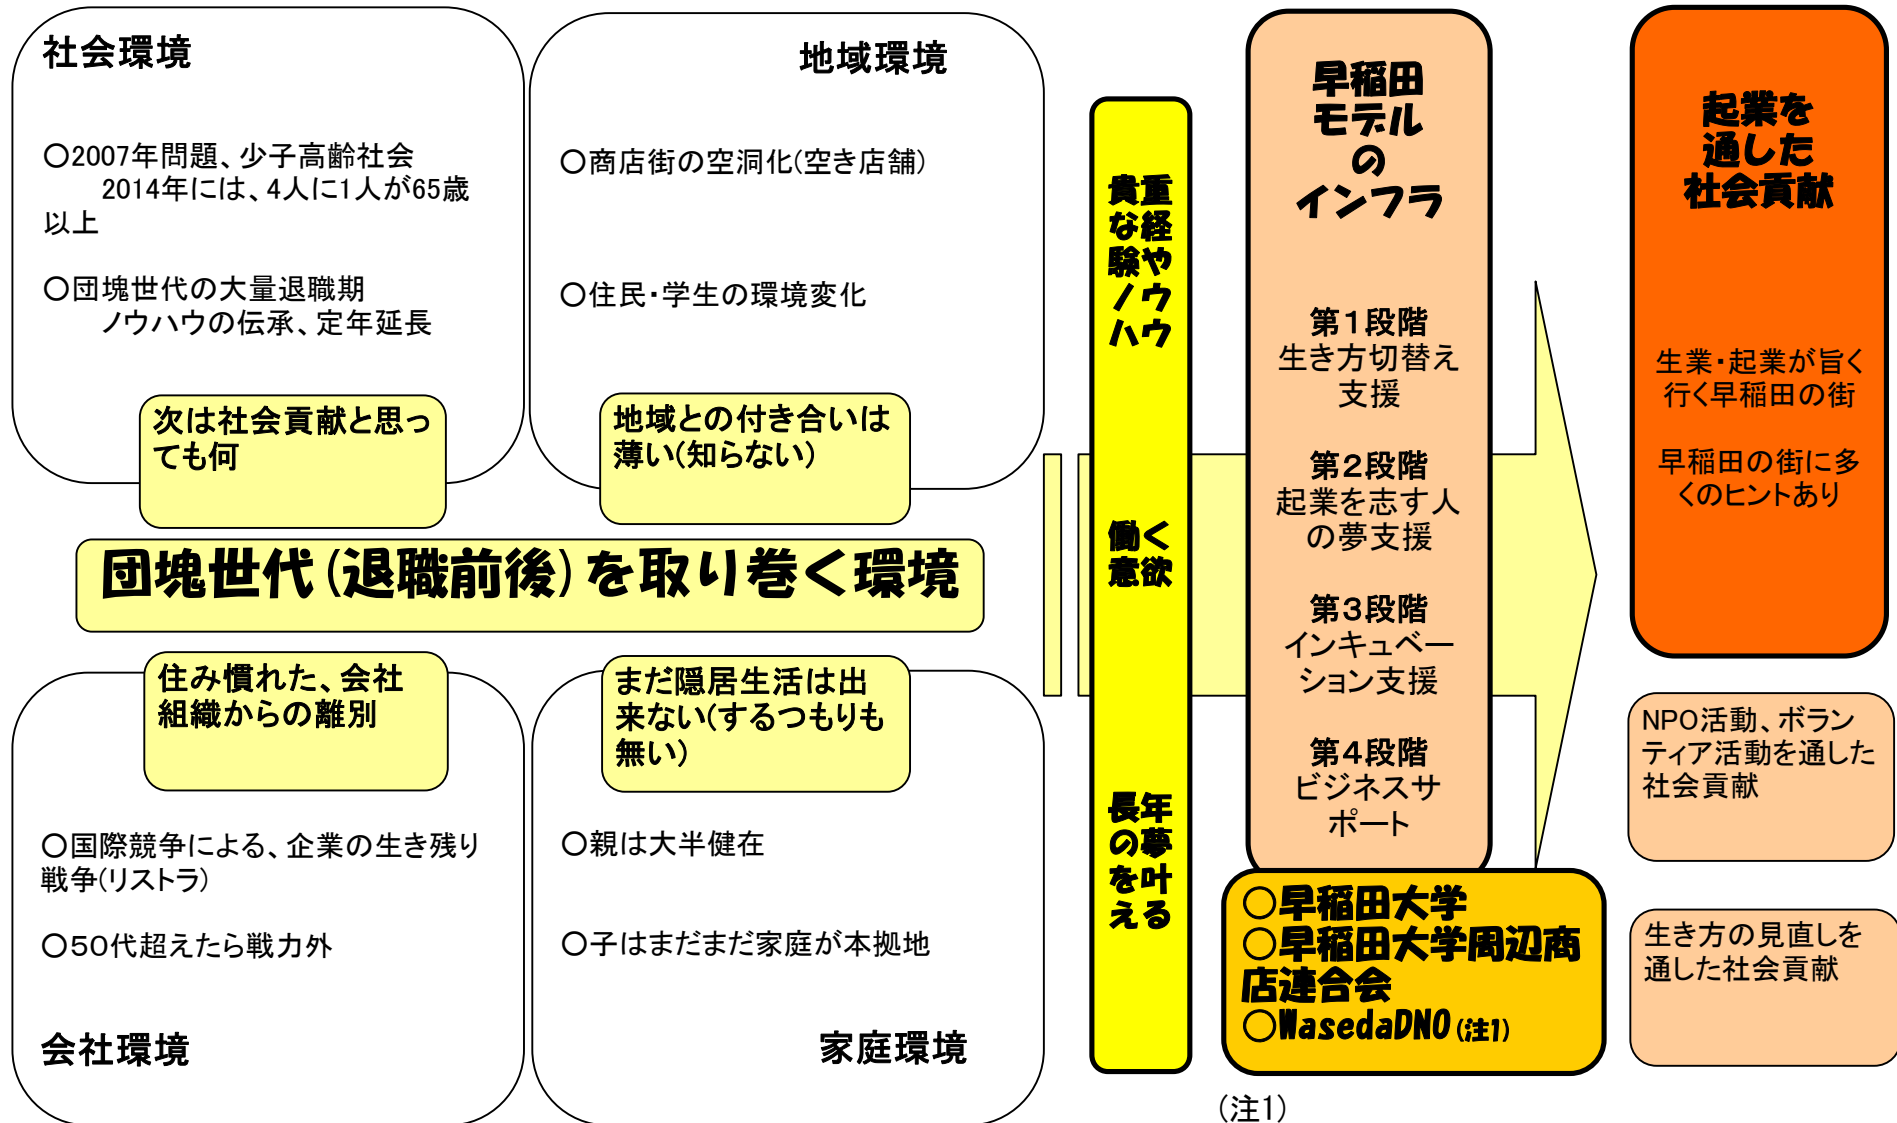 社会環境
〇2007年問題、少子高齢社会
2014年には、4人に1人が65歳
以上
〇団塊世代の大量退職期
ノウハウの伝承、定年延長
次は社会貢献と思っ
ても何
地域環境
〇商店街の空洞化(空き店舗)
〇住民・学生の環境変化
地域との付き合いは
薄い(知らない)
団塊世代(退職前後)を取り巻く環境
住み慣れた、会社
組織からの離別
〇国際競争による、企業の生き残り
戦争(リストラ)
〇50代超えたら戦力外
会社環境
まだ隠居生活は出
来ない(するつもりも
無い)
〇親は大半健在
〇子はまだまだ家庭が本拠地
家庭環境
貴重
な経
験や
ノウ
ハウ
働く
意欲
長年
の夢
を叶
える
早稲田
モデル
の
インフラ
第1段階
生き方切替え
支援
第2段階
起業を志す人
の夢支援
第3段階
インキュベー
ション支援
第4段階
ビジネスサ
ポート
〇早稲田大学
〇早稲田大学周辺商
店連合会
〇WasedaDNO(注1)
(注1)
起業を
通した
社会貢献
生業・起業が旨く
行く早稲田の街
早稲田の街に多
くのヒントあり
NPO活動、ボラン
ティア活動を通した
社会貢献
生き方の見直しを
通した社会貢献